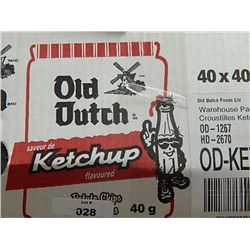 Old
Dutch
saveur de
Ketchup
flavoured
Potato Chips
028
40 g
40 x 40
Old Dutch Foods Ltd
Warehouse Pa
Croustilles Ket
OD-1267
HD-2670
OD-KE